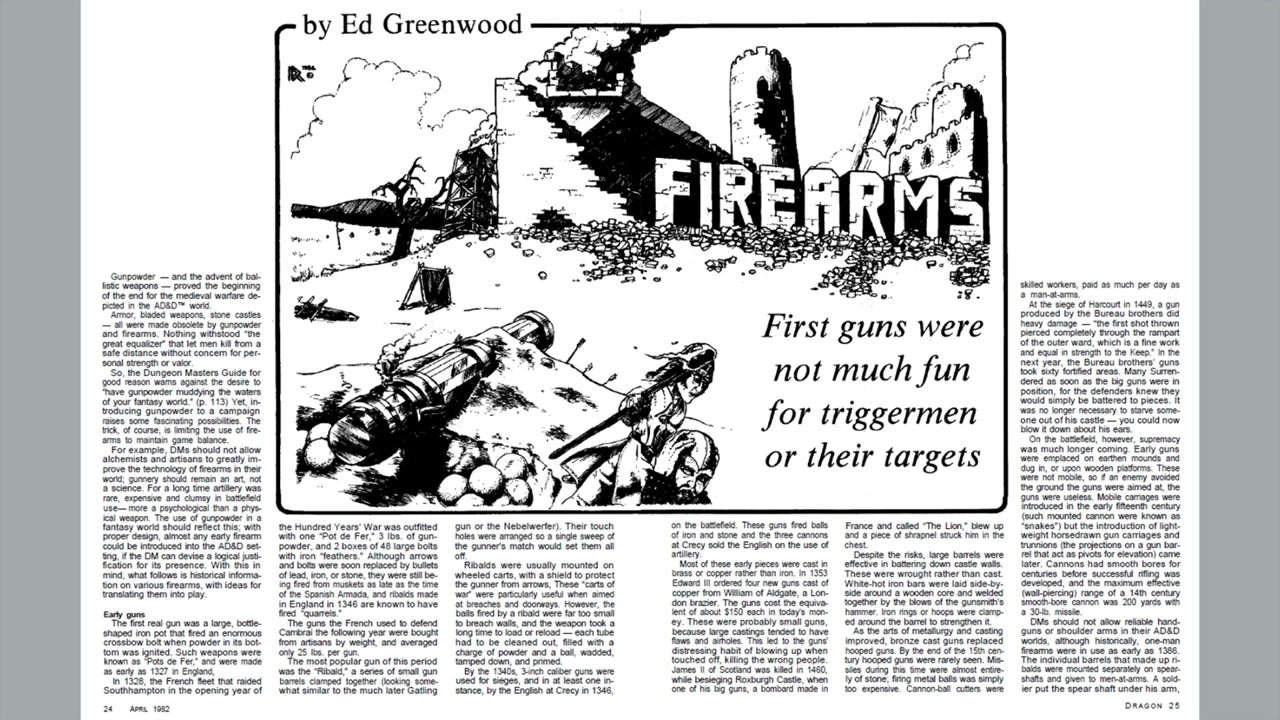 by Ed Greenwood
FIREARMS
First guns were
not much fun
for triggermen
or their targets
Gunpowder — and the advent of bal-
listic weapons — proved the beginning
of the end for the medieval warfare de-
picted in the AD&D™ world.
Armor, bladed weapons, stone castles
— all were made obsolete by gunpowder
and firearms. Nothing withstood "the
great equalizer" that let men kill from a
safe distance without concern for per-
sonal strength or valor.
So, the Dungeon Masters Guide for
good reason warns against the desire to
"have gunpowder muddying the waters
of your fantasy world." (p. 113) Yet, in-
troducing gunpowder to a campaign
raises some fascinating possibilities. The
trick, of course, is limiting the use of fire-
arms to maintain game balance.
For example, DMs should not allow
alchemists and artisans to greatly im-
prove the technology of firearms in their
world; gunnery should remain an art, not
a science. For a long time artillery was
rare, expensive and clumsy in battlefield
use— more a psychological than a phys-
ical weapon. The use of gunpowder in a
fantasy world should reflect this; with
proper design, almost any early firearm
could be introduced into the AD&D set-
ting, if the DM can devise a logical justi-
fication for its presence. With this in
mind, what follows is historical informa-
tion on various firearms, with ideas for
translating them into play.
Early guns
The first real gun was a large, bottle-
shaped iron pot that fired an enormous
crossbow bolt when powder in its bot-
tom was ignited. Such weapons were
known as "Pots de Fer," and were made
as early as 1327 in England,
In 1328, the French fleet that raided
Southhampton in the opening year of
the Hundred Years' War was outfitted
with one "Pot de Fer," 3 lbs. of gun-
powder, and 2 boxes of 48 large bolts
with iron "feathers." Although arrows
and bolts were soon replaced by bullets
of lead, iron, or stone, they were still be-
ing fired from muskets as late as the time
of the Spanish Armada, and ribalds made
in England in 1346 are known to have
fired "quarrels."
The guns the French used to defend
Cambrai the following year were bought
from artisans by weight, and averaged
only 25 lbs. per gun.
The most popular gun of this period
was the "Ribald," a series of small gun
barrels clamped together (looking some-
what similar to the much later Gatling
gun or the Nebelwerfer). Their touch
holes were arranged so a single sweep of
the gunner's match would set them all
off.
Ribalds were usually mounted on
wheeled carts, with a shield to protect
the gunner from arrows, These "carts of
war" were particularly useful when aimed
at breaches and doorways. However, the
balls fired by a ribald were far too small
to breach walls, and the weapon took a
long time to load or reload — each tube
had to be cleaned out, filled with a
charge of powder and a ball, wadded,
tamped down, and primed.
By the 1340s, 3-inch caliber guns were
used for sieges, and in at least one in-
stance, by the English at Crecy in 1346,
on the battlefield. These guns fired balls
of iron and stone and the three cannons
at Crecy sold the English on the use of
artillery.
Most of these early pieces were cast in
brass or copper rather than iron. In 1353
Edward III ordered four new guns cast of
copper from William of Aldgate, a Lon-
don brazier. The guns cost the equiva-
lent of about $150 each in today's mon-
ey. These were probably small guns,
because large castings tended to have
flaws and airholes. This led to the guns'
distressing habit of blowing up when
touched off, killing the wrong people.
James II of Scotland was killed in 1460,
while besieging Roxburgh Castle, when
one of his big guns, a bombard made in
France and called "The Lion," blew up
and a piece of shrapnel struck him in the
chest.
Despite the risks, large barrels were
effective in battering down castle walls.
These were wrought rather than cast.
White-hot iron bars were laid side-by-
side around a wooden core and welded
together by the blows of the gunsmith's
hammer. Iron rings or hoops were clamp-
ed around the barrel to strengthen it.
As the arts of metallurgy and casting
improved, bronze cast guns replaced
hooped guns. By the end of the 15th cen-
tury hooped guns were rarely seen. Mis-
siles during this time were almost entire-
ly of stone; firing metal balls was simply
too expensive. Cannon-ball cutters were
skilled workers, paid as much per day as
a man-at-arms.
At the siege of Harcourt in 1449, a gun
produced by the Bureau brothers did
heavy damage — "the first shot thrown
pierced completely through the rampart
of the outer ward, which is a fine work
and equal in strength to the Keep." In the
next year, the Bureau brothers' guns
took sixty fortified areas. Many Surren-
dered as soon as the big guns were in
position, for the defenders knew they
would simply be battered to pieces. It
was no longer necessary to starve some-
one out of his castle — you could now
blow it down about his ears.
On the battlefield, however, supremacy
was much longer coming. Early guns
were emplaced on earthen mounds and
dug in, or upon wooden platforms. These
were not mobile, so if an enemy avoided
the ground the guns were aimed at, the
guns were useless. Mobile carriages were
introduced in the early fifteenth century
(such mounted cannon were known as
"snakes") but the introduction of light-
weight horsedrawn gun carriages and
trunnions (the projections on a gun bar-
rel that act as pivots for elevation) came
later. Cannons had smooth bores for
centuries before successful rifling was
developed, and the maximum effective
(wall-piercing) range of a 14th century
smooth-bore cannon was 200 yards with
a 30-lb. missile.
DMs should not allow reliable hand-
guns or shoulder arms in their AD&D
worlds, although historically, one-man
firearms were in use as early as 1386.
The individual barrels that made up ri-
balds were mounted separately on spear-
shafts and given to men-at-arms. A sold-
ier put the spear shaft under his arm,
24 APRIL 1982
DRAGON 25